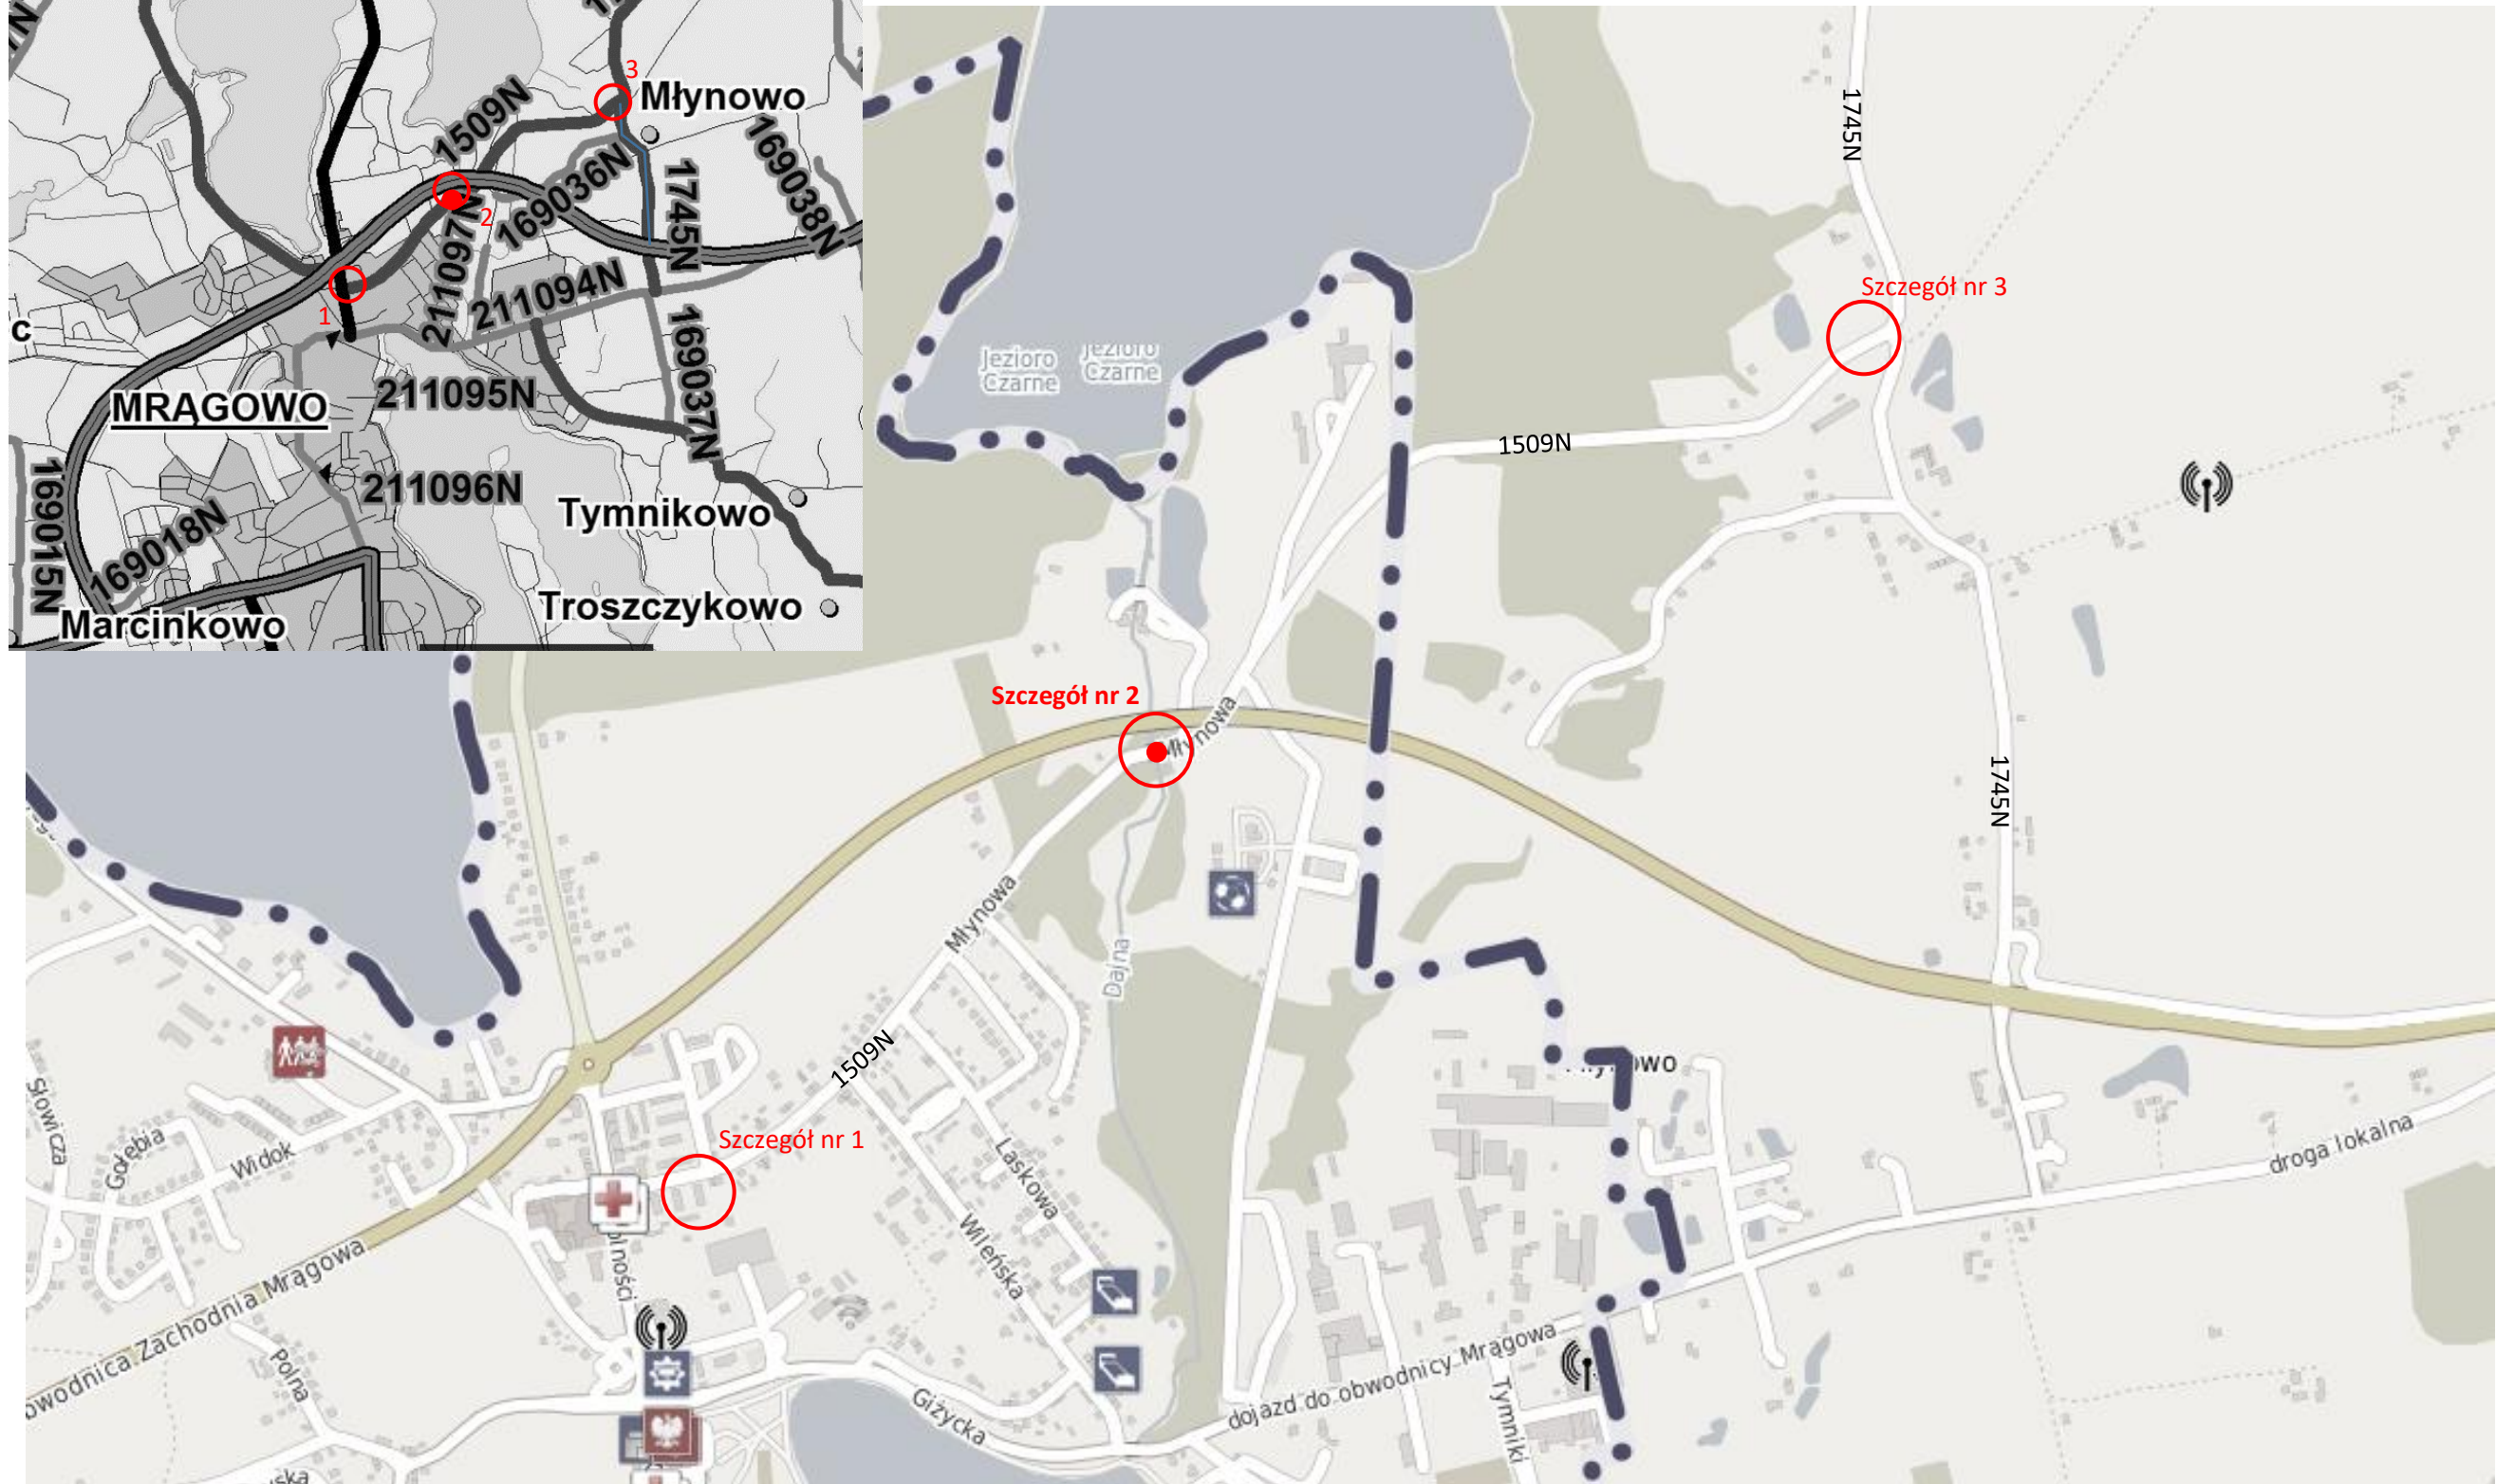 3
Młynowo
1509N
169036N
1745N
169038N
2
211097N
211094N
1
c
MRĄGOWO
211095N
169037N
211096N
169015N
169018N
Tymnikowo
Troszczykowo
Marcinkowo
1745N
Szczegół nr 3
Jezioro
Czarne
Jezioro
Czarne
1509N
Szczegół nr 2
Młynowa
1745N
Młynowa
Dajna
1509N
Szczegół nr 1
Słowicza
Gołębia
Widok
Laskowa
Wileńska
droga lokalna
Polna
Giżycka
dojazd do obwodnicy Mrągowa
Tymniki
bwodnica Zachodnia Mrągowa
olności